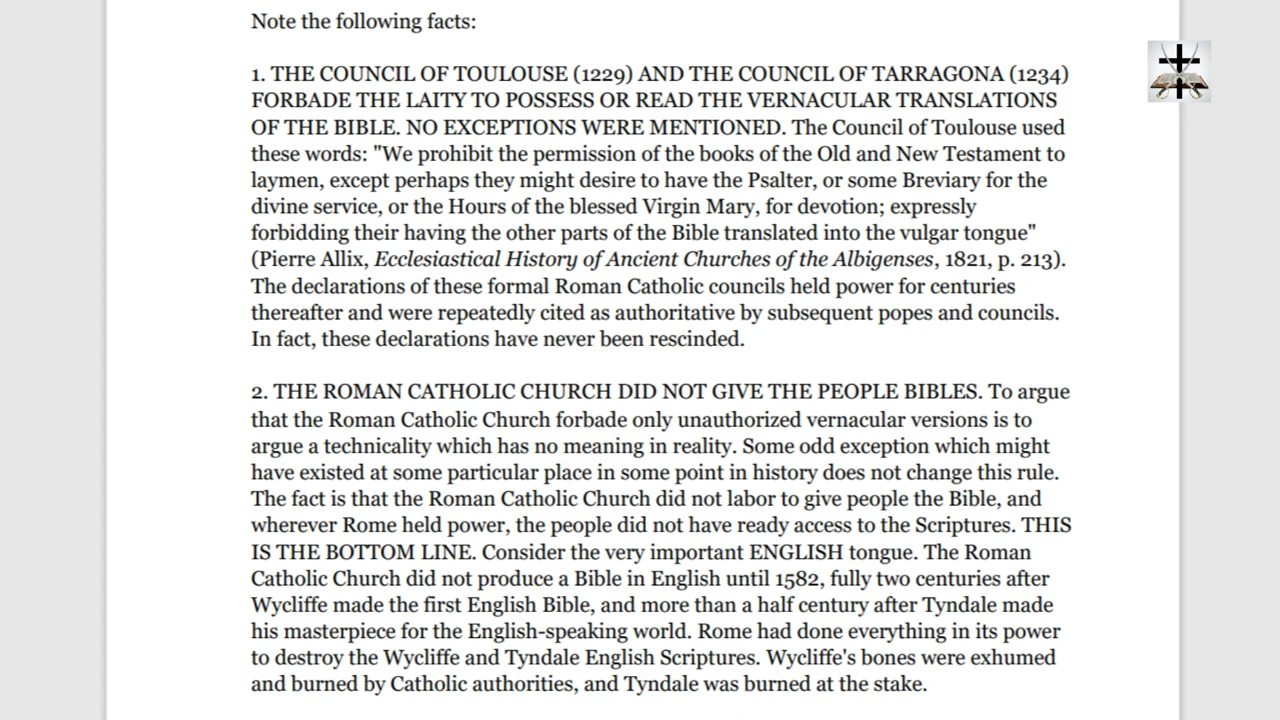 Note the following facts:
1. THE COUNCIL OF TOULOUSE (1229) AND THE COUNCIL OF TARRAGONA (1234)
FORBADE THE LAITY TO POSSESS OR READ THE VERNACULAR TRANSLATIONS
OF THE BIBLE. NO EXCEPTIONS WERE MENTIONED. The Council of Toulouse used
these words: "We prohibit the permission of the books of the Old and New Testament to
laymen, except perhaps they might desire to have the Psalter, or some Breviary for the
divine service, or the Hours of the blessed Virgin Mary, for devotion; expressly
forbidding their having the other parts of the Bible translated into the vulgar tongue"
(Pierre Allix, Ecclesiastical History of Ancient Churches of the Albigenses, 1821, p. 213).
The declarations of these formal Roman Catholic councils held power for centuries
thereafter and were repeatedly cited as authoritative by subsequent popes and councils.
In fact, these declarations have never been rescinded.
2. THE ROMAN CATHOLIC CHURCH DID NOT GIVE THE PEOPLE BIBLES. To argue
that the Roman Catholic Church forbade only unauthorized vernacular versions is to
argue a technicality which has no meaning in reality. Some odd exception which might
have existed at some particular place in some point in history does not change this rule.
The fact is that the Roman Catholic Church did not labor to give people the Bible, and
wherever Rome held power, the people did not have ready access to the Scriptures. THIS
IS THE BOTTOM LINE. Consider the very important ENGLISH tongue. The Roman
Catholic Church did not produce a Bible in English until 1582, fully two centuries after
Wycliffe made the first English Bible, and more than a half century after Tyndale made
his masterpiece for the English-speaking world. Rome had done everything in its power
to destroy the Wycliffe and Tyndale English Scriptures. Wycliffe's bones were exhumed
and burned by Catholic authorities, and Tyndale was burned at the stake.